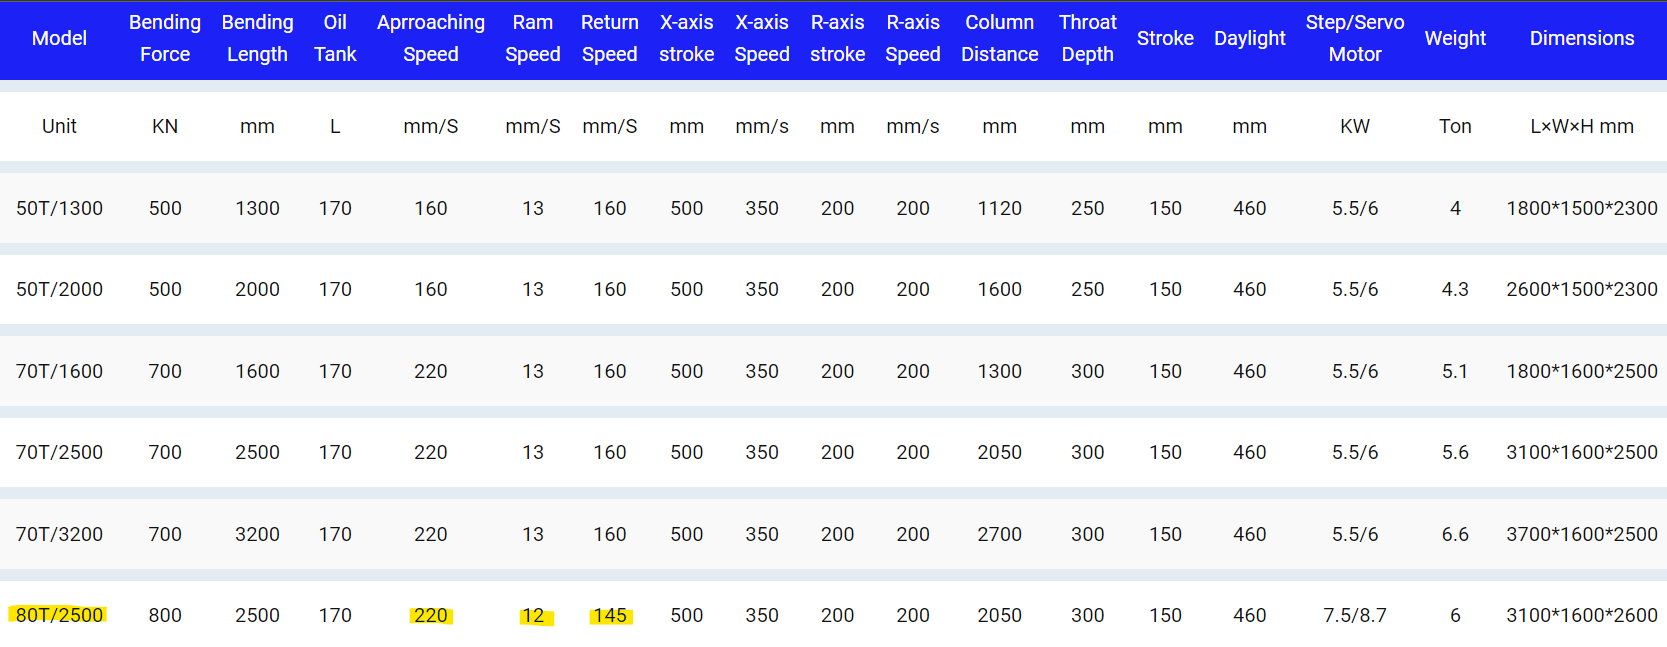 Model Bending Force Bending Length Oil Tank Aprroaching Speed Ram Speed Return Speed X-axis stroke X-axis Speed R-axis stroke R-axis Speed Column Distance Throat Depth Stroke Daylight Step/Servo Motor Weight Dimensions
Unit KN mm L mm/S mm/S mm/S mm mm/s mm mm/s mm mm mm mm KW Ton L×W×H mm
50T/1300 500 1300 170 160 13 160 500 350 200 200 1120 250 150 460 5.5/6 4 1800*1500*2300
50T/2000 500 2000 170 160 13 160 500 350 200 200 1600 250 150 460 5.5/6 4.3 2600*1500*2300
70T/1600 700 1600 170 220 13 160 500 350 200 200 1300 300 150 460 5.5/6 5.1 1800*1600*2500
70T/2500 700 2500 170 220 13 160 500 350 200 200 2050 300 150 460 5.5/6 5.6 3100*1600*2500
70T/3200 700 3200 170 220 13 160 500 350 200 200 2700 300 150 460 5.5/6 6.6 3700*1600*2500
80T/2500 800 2500 170 220 12 145 500 350 200 200 2050 300 150 460 7.5/8.7 6 3100*1600*2600